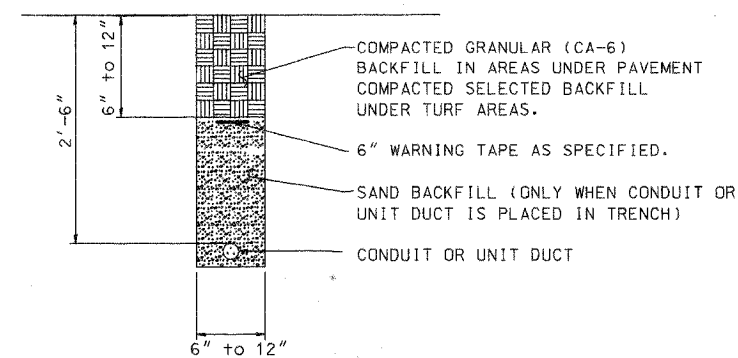 COMPACTED GRANULAR (CA-6)
BACKFILL IN AREAS UNDER PAVEMENT
COMPACTED SELECTED BACKFILL
UNDER TURF AREAS.
6" WARNING TAPE AS SPECIFIED.
SAND BACKFILL (ONLY WHEN CONDUIT OR
UNIT DUCT IS PLACED IN TRENCH)
CONDUIT OR UNIT DUCT
2'-6"
6" to 12"
6" to 12"